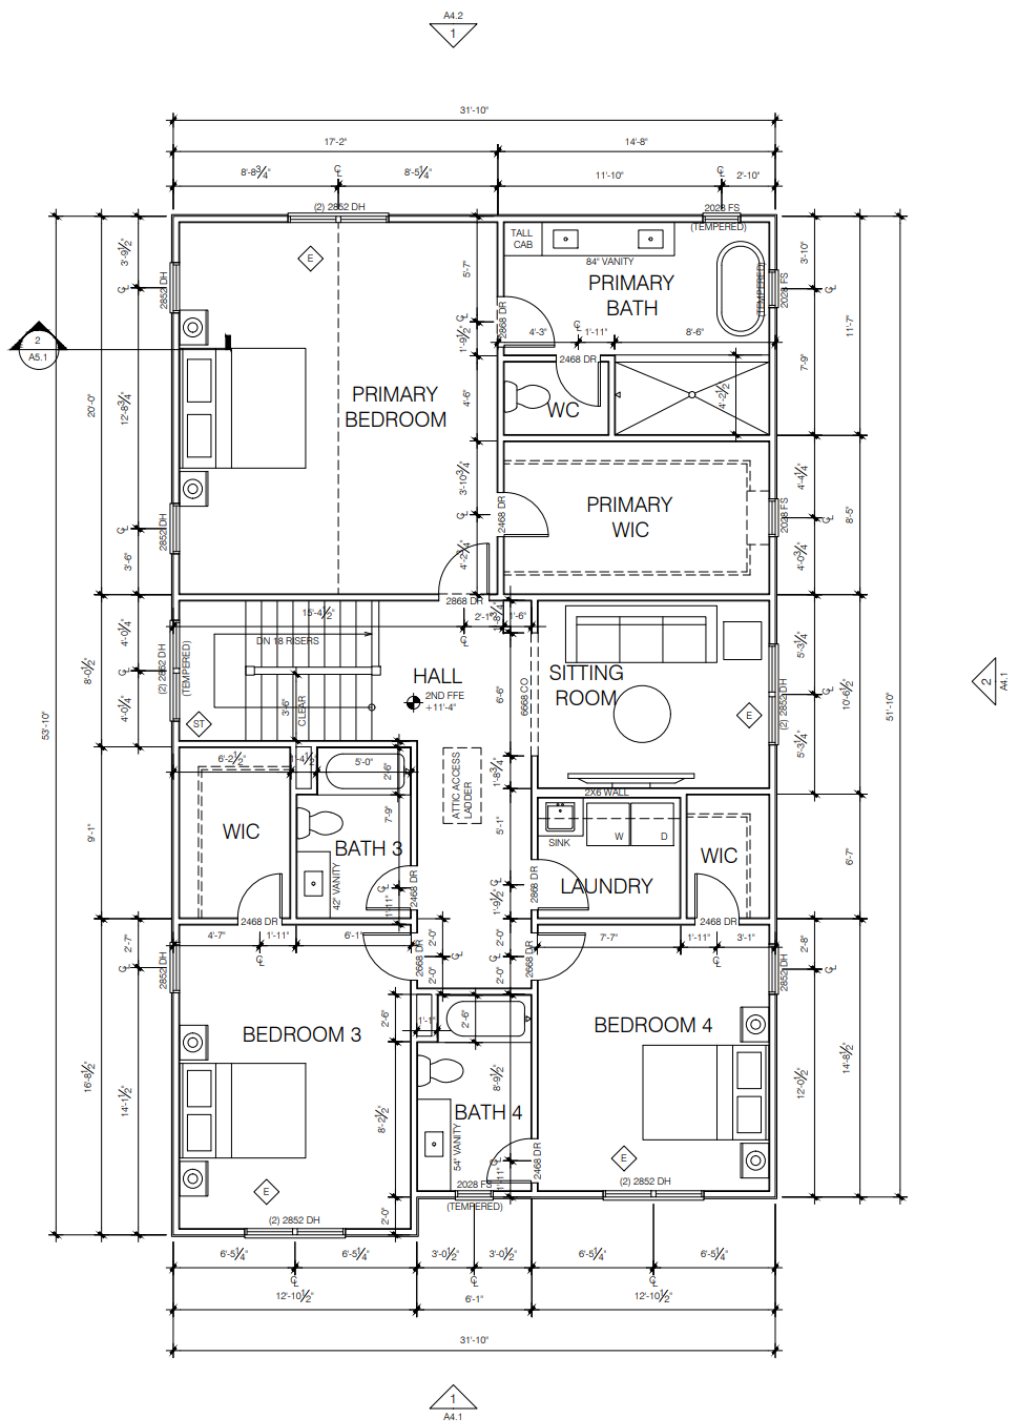 A4.2
1
31'-10"
17'-2"
14'-8"
8'-8¾"
℄
8'-5¼"
11'-10"
℄
2'-10"
(2) 2852 DH
2028 FS
(TEMPERED)
TALL
CAB
84" VANITY
E
3'-9½"
℄
2852 DH
5'-7"
2868 DR
℄
1'-9½"
PRIMARY
BATH
(TEMPERED)
2028 FS
3'-10"
℄
11'-7"
2
A5.1
4'-3"
℄
1'-11"
8'-6"
2468 DR
7'-9"
20'-0"
12'-8¾"
PRIMARY
BEDROOM
4'-6"
WC
4'-2½"
3'-10¾"
℄
2468 DR
PRIMARY
WIC
4'-4¼"
2028 FS
℄
8'-5"
℄
2852 DH
3'-6"
4'-2¾"
4'-0¾"
2868 DR
15'-4½"
2'-1"
℄
1'-6"
DN 18 RISERS
4'-0¼"
(2) 2852 DH
(TEMPERED)
℄
8'-0½"
4'-0¼"
3'-6"
CLEAR
ST
HALL
2ND FFE
+11'-4"
6'-6"
6668 CO
SITTING
ROOM
E
5'-3¼"
℄
(2) 2852 DH
10'-6½"
5'-3¼"
51'-10"
2
A4.1
53'-10"
6'-2½"
1'-4½"
5'-0"
2'-6"
ATTIC ACCESS
LADDER
1'-8¾"
2X6 WALL
9'-1"
WIC
7'-9"
BATH 3
42" VANITY
5'-1"
SINK
W
D
WIC
6'-7"
LAUNDRY
℄
1'-11"
2468 DR
℄
1'-9½"
2868 DR
2468 DR
2468 DR
4'-7"
1'-11"
℄
6'-1"
2'-0"
℄
2'-0"
2668 DR
2'-0"
℄
2'-0"
2668 DR
7'-7"
1'-11"
℄
3'-1"
2'-7"
℄
2852 DH
2'-8"
℄
2852 DH
BEDROOM 3
2'-6"
1'-1"
2'-6"
BEDROOM 4
16'-8½"
14'-1½"
8'-2½"
8'-9½"
BATH 4
54" VANITY
12'-0½"
14'-8½"
℄
1'-11"
2468 DR
E
E
2'-0"
(2) 2852 DH
2028 FS
(TEMPERED)
(2) 2852 DH
6'-5¼"
6'-5¼"
3'-0½"
3'-0½"
6'-5¼"
6'-5¼"
℄
℄
℄
12'-10½"
6'-1"
12'-10½"
31'-10"
1
A4.1